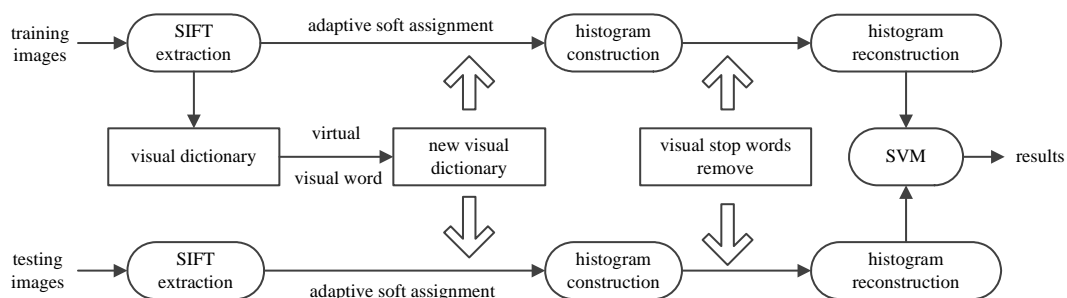 training
images
SIFT
extraction
adaptive soft assignment
histogram
construction
histogram
reconstruction
visual dictionary
virtual
visual word
new visual
dictionary
visual stop words
remove
SVM
results
testing
images
SIFT
extraction
adaptive soft assignment
histogram
construction
histogram
reconstruction